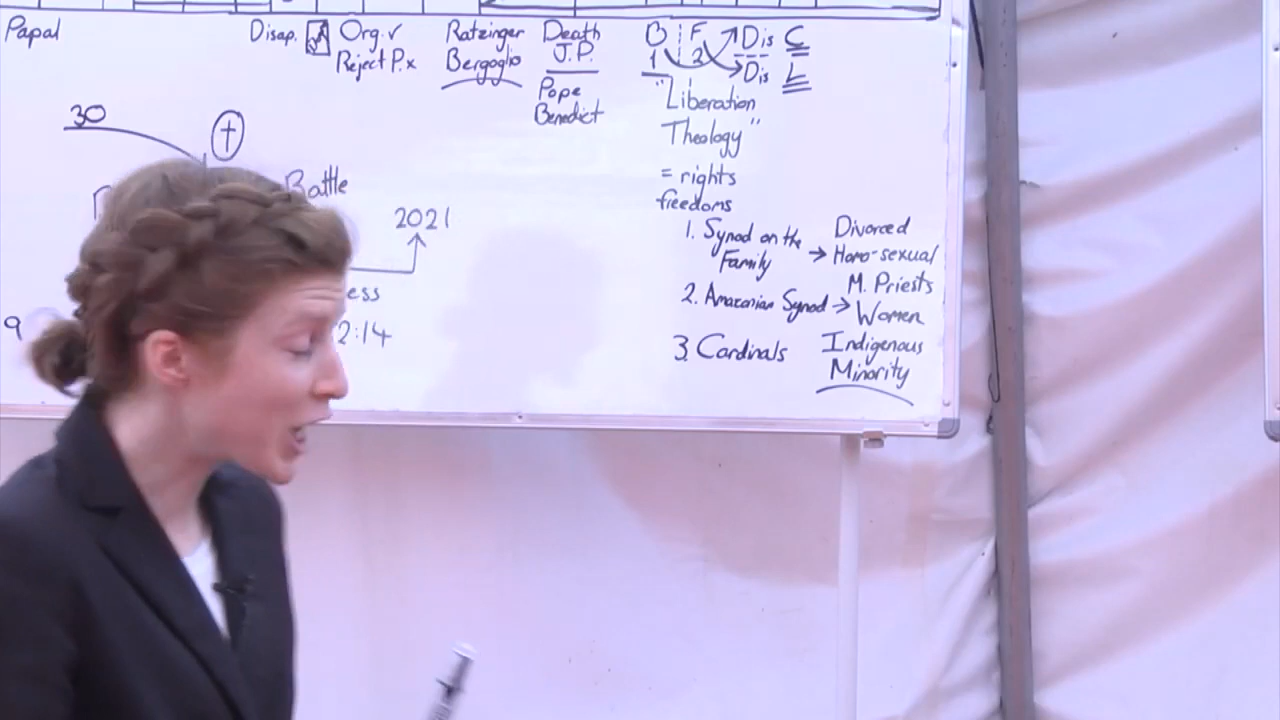 Papal
Disap.
Org. ✓
Reject P. x
Ratzinger
Bergoglio
Death
J.P.
Pope
Benedict
B F Dis C
1 2 Dis L
"Liberation
Theology"
= rights
freedoms
1. Synod on the
Family
→ Divorced
Homo-sexual
2. Amazonian Synod → M. Priests
Women
3. Cardinals
Indigenous
Minority
30
Battle
2021
ess
9
2:14